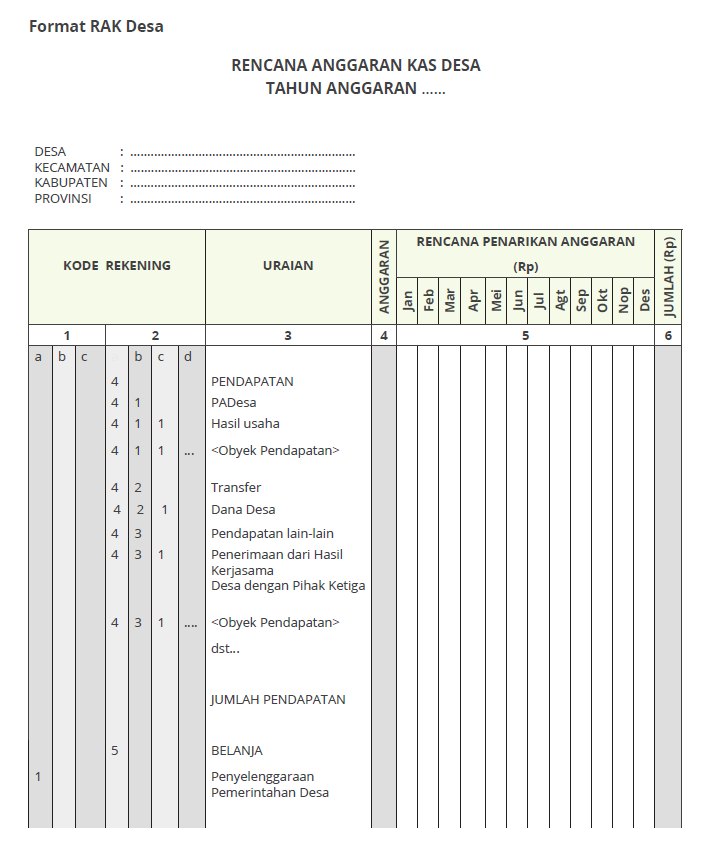 Format RAK Desa
RENCANA ANGGARAN KAS DESA
TAHUN ANGGARAN ......
DESA : ..................................................................
KECAMATAN : ..................................................................
KABUPATEN : ..................................................................
PROVINSI : ..................................................................
KODE REKENING URAIAN ANGGARAN RENCANA PENARIKAN ANGGARAN (Rp) JUMLAH (Rp)
Jan Feb Mar Apr Mei Jun Jul Agt Sep Okt Nop Des
1 2 3 4 5 6
a b c b c d
4 PENDAPATAN
4 1 PADesa
4 1 1 Hasil usaha
4 1 1 ... <Obyek Pendapatan>
4 2 Transfer
4 2 1 Dana Desa
4 3 Pendapatan lain-lain
4 3 1 Penerimaan dari Hasil
Kerjasama
Desa dengan Pihak Ketiga
4 3 1 .... <Obyek Pendapatan>
dst...
JUMLAH PENDAPATAN
5 BELANJA
1 Penyelenggaraan
Pemerintahan Desa